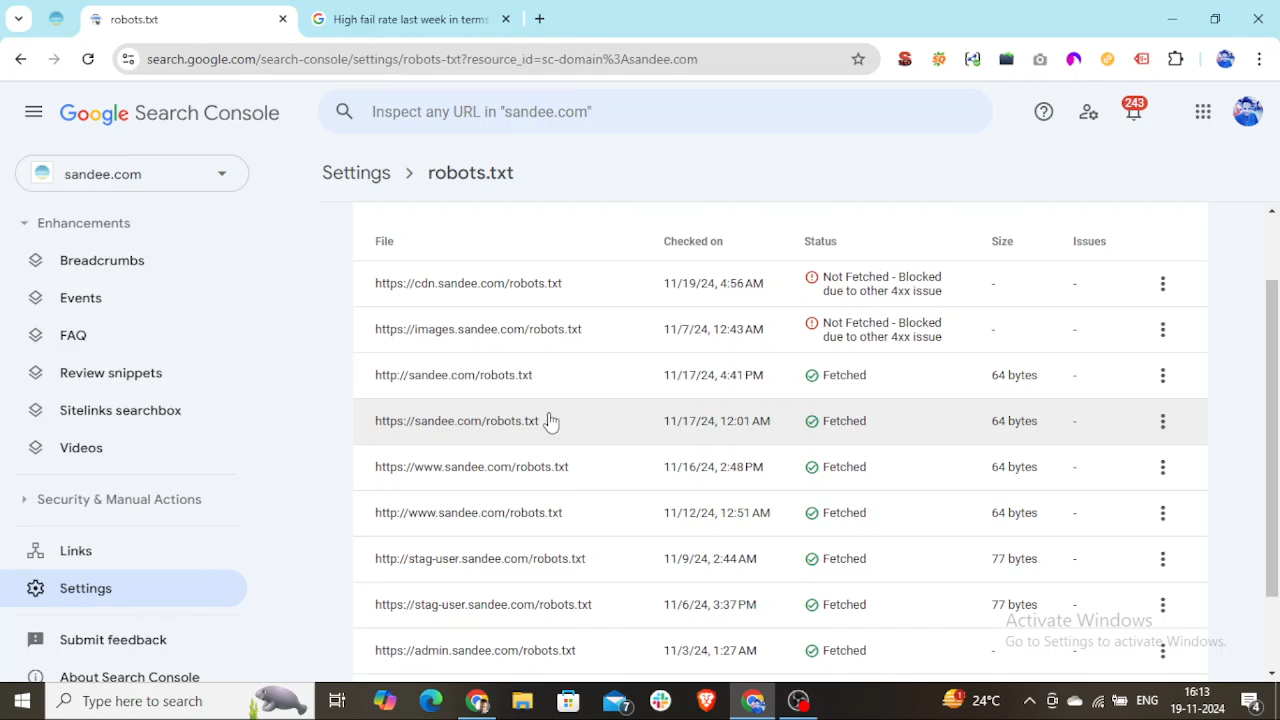 robots.txt
High fail rate last week in terms
search.google.com/search-console/settings/robots-txt?resource_id=sc-domain%3Asandee.com
Google Search Console
Inspect any URL in "sandee.com"
243
sandee.com
Settings > robots.txt
Enhancements
Breadcrumbs
Events
FAQ
Review snippets
Sitelinks searchbox
Videos
Security & Manual Actions
Links
Settings
Submit feedback
About Search Console
File Checked on Status Size Issues
https://cdn.sandee.com/robots.txt 11/19/24, 4:56 AM Not Fetched - Blocked
due to other 4xx issue - -
https://images.sandee.com/robots.txt 11/7/24, 12:43 AM Not Fetched - Blocked
due to other 4xx issue - -
http://sandee.com/robots.txt 11/17/24, 4:41 PM Fetched 64 bytes -
https://sandee.com/robots.txt 11/17/24, 12:01 AM Fetched 64 bytes -
https://www.sandee.com/robots.txt 11/16/24, 2:48 PM Fetched 64 bytes -
http://www.sandee.com/robots.txt 11/12/24, 12:51 AM Fetched 64 bytes -
http://stag-user.sandee.com/robots.txt 11/9/24, 2:44 AM Fetched 77 bytes -
https://stag-user.sandee.com/robots.txt 11/6/24, 3:37 PM Fetched 77 bytes -
https://admin.sandee.com/robots.txt 11/3/24, 1:27 AM Fetched - -
Activate Windows
Go to Settings to activate Windows.
Type here to search
7
1
24°C
ENG
16:13
19-11-2024
4